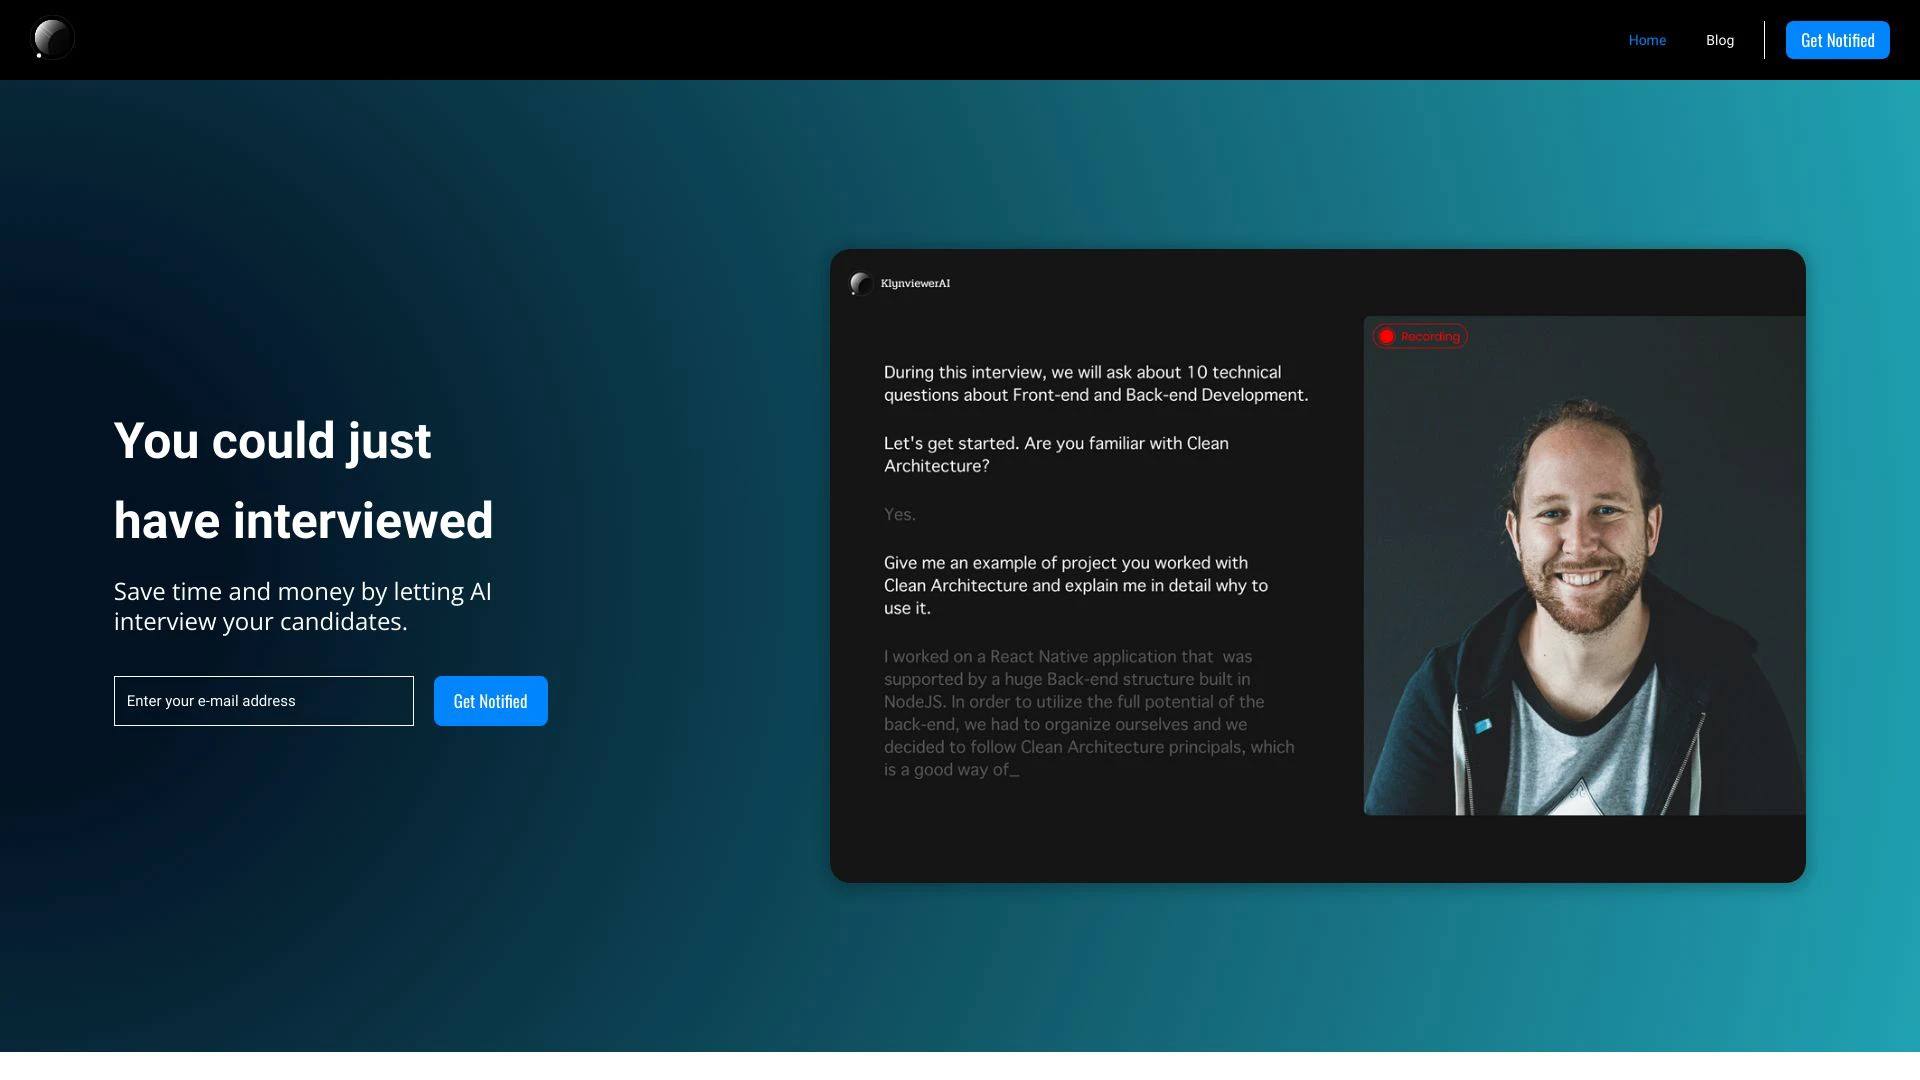 Home
Blog
Get Notified
You could just
have interviewed
Save time and money by letting AI
interview your candidates.
Enter your e-mail address
Get Notified
KlynviewerAI
During this interview, we will ask about 10 technical
questions about Front-end and Back-end Development.
Let's get started. Are you familiar with Clean
Architecture?
Yes.
Give me an example of project you worked with
Clean Architecture and explain me in detail why to
use it.
I worked on a React Native application that  was
supported by a huge Back-end structure built in
NodeJS. In order to utilize the full potential of the
back-end, we had to organize ourselves and we
decided to follow Clean Architecture principals, which
is a good way of_
Recording